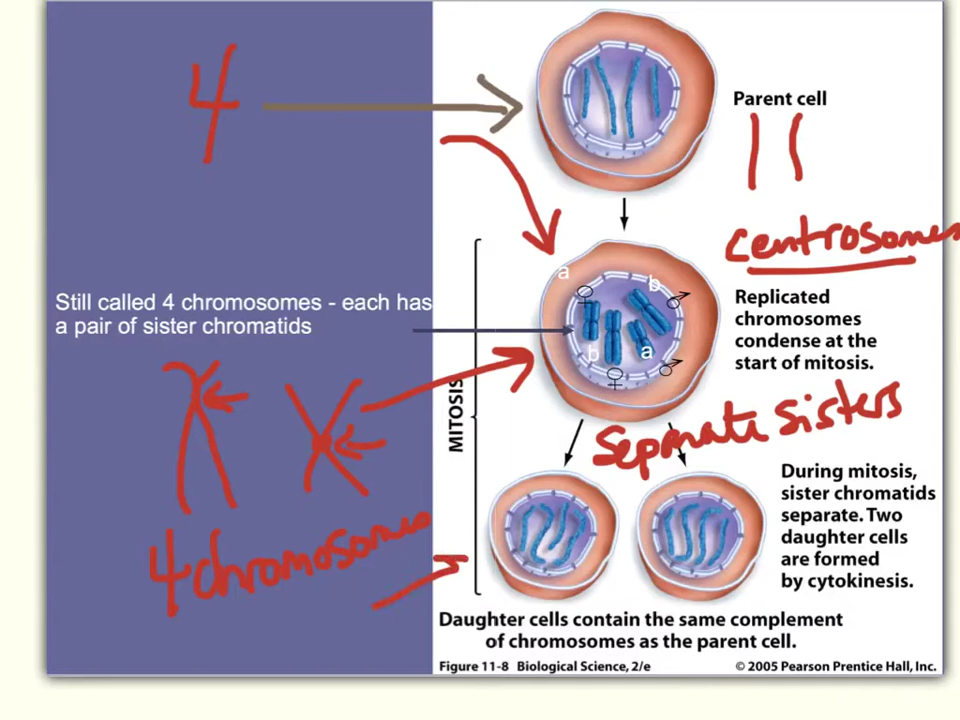 4
Parent cell
centrosomes
a
b
Still called 4 chromosomes - each has
a pair of sister chromatids
♀
♂
Replicated
chromosomes
condense at the
start of mitosis.
b
a
♀
♂
MITOSIS
Separate Sisters
During mitosis,
sister chromatids
separate. Two
daughter cells
are formed
by cytokinesis.
4 chromosomes
Daughter cells contain the same complement
of chromosomes as the parent cell.
Figure 11-8 Biological Science, 2/e
© 2005 Pearson Prentice Hall, Inc.